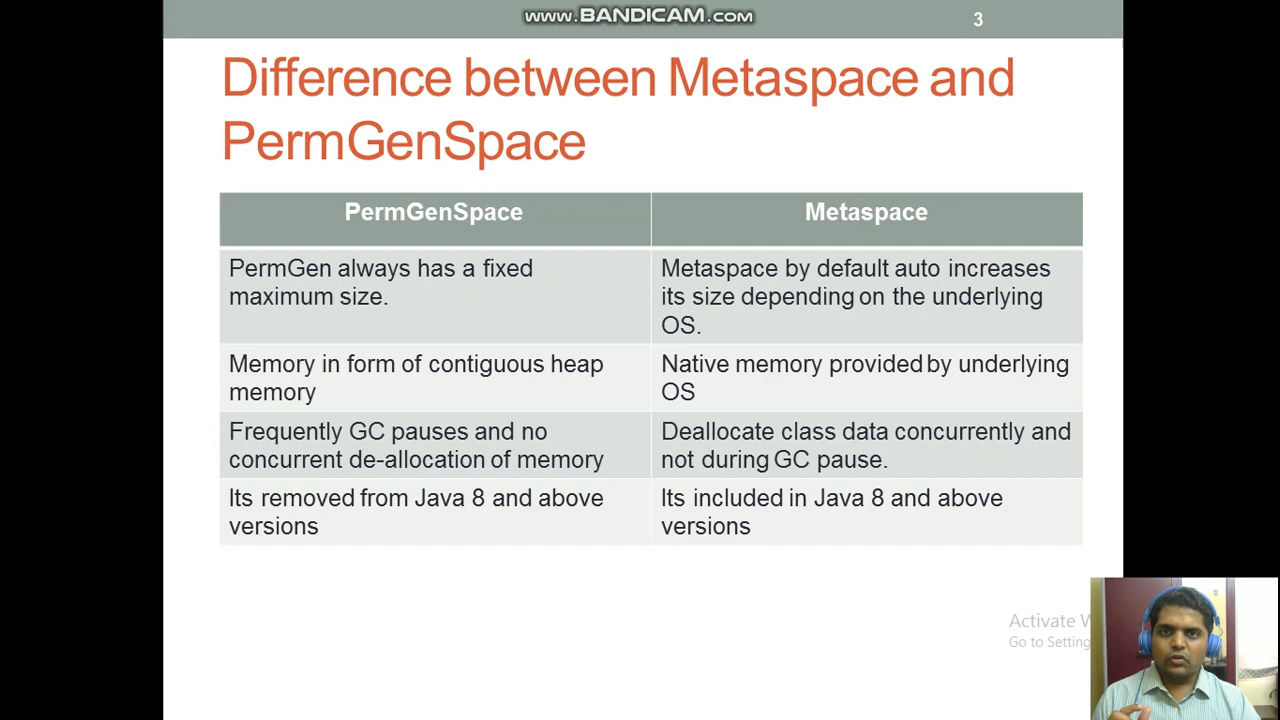 www.BANDICAM.com
3
Difference between Metaspace and
PermGenSpace
PermGenSpace
Metaspace
PermGen always has a fixed
maximum size.
Metaspace by default auto increases
its size depending on the underlying
OS.
Memory in form of contiguous heap
memory
Native memory provided by underlying
OS
Frequently GC pauses and no
concurrent de-allocation of memory
Deallocate class data concurrently and
not during GC pause.
Its removed from Java 8 and above
versions
Its included in Java 8 and above
versions
Activate
Go to Setting